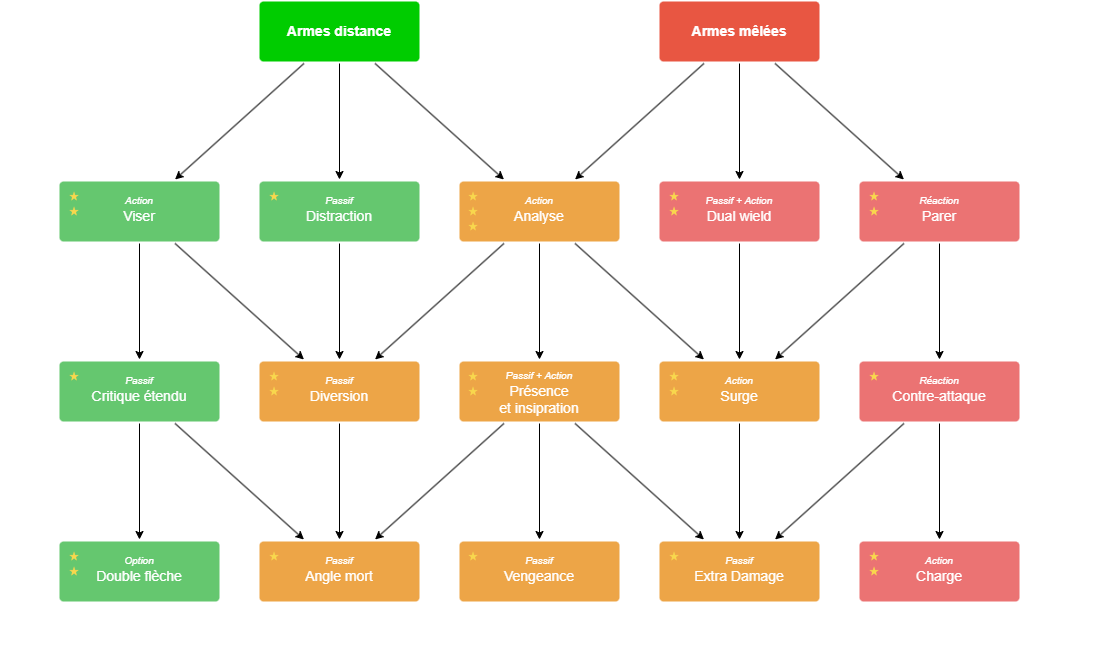 Armes distance
Armes mêlées
Action
Viser
Passif
Distraction
Action
Analyse
Passif + Action
Dual wield
Réaction
Parer
Passif
Critique étendu
Passif
Diversion
Passif + Action
Présence
et insipration
Action
Surge
Réaction
Contre-attaque
Option
Double flèche
Passif
Angle mort
Passif
Vengeance
Passif
Extra Damage
Action
Charge